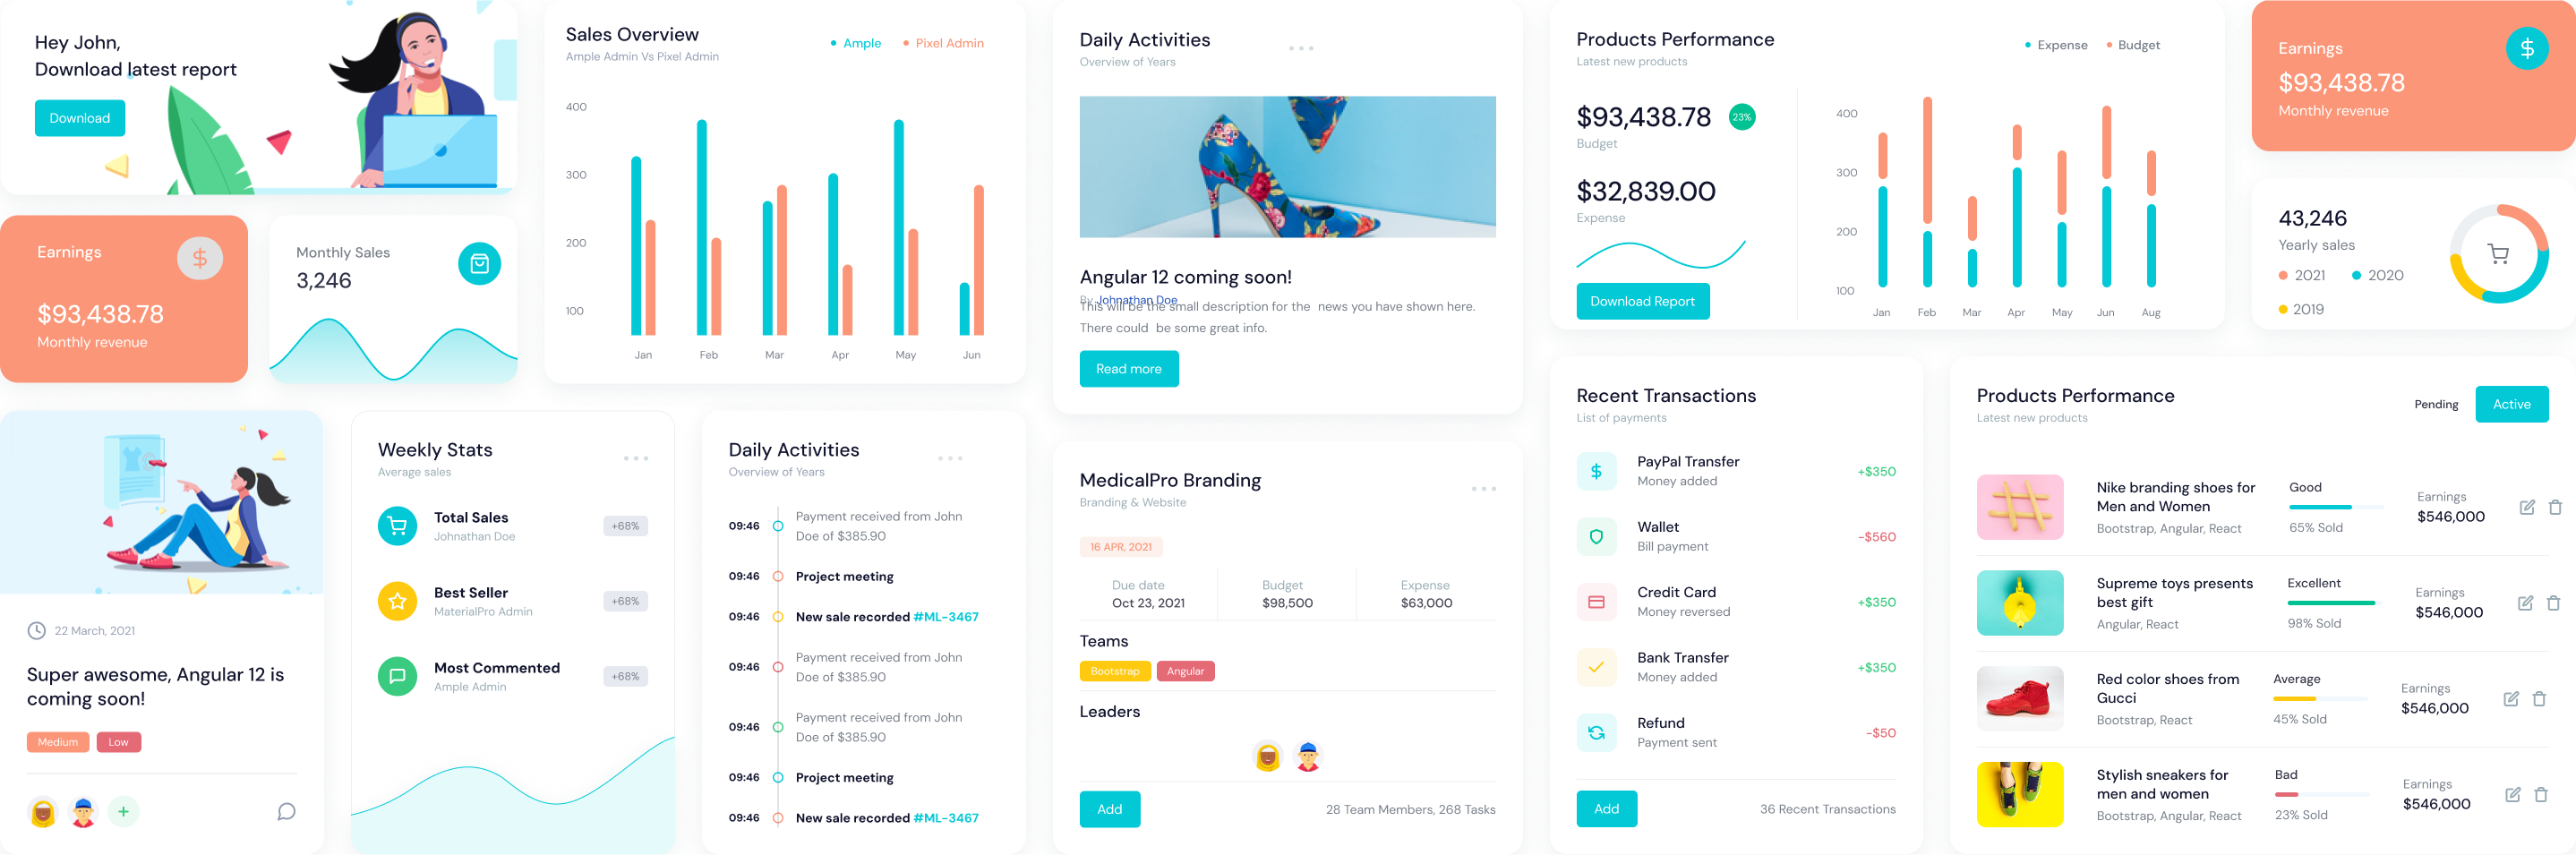 Hey John,
Download latest report
Download
Earnings
$93,438.78
Monthly revenue
Monthly Sales
3,246
Sales Overview
Ample Admin Vs Pixel Admin
Ample
Pixel Admin
400
300
200
100
Jan
Feb
Mar
Apr
May
Jun
22 March, 2021
Super awesome, Angular 12 is
coming soon!
Medium
Low
Weekly Stats
Average sales
Total Sales
Johnathan Doe
+68%
Best Seller
MaterialPro Admin
+68%
Most Commented
Ample Admin
+68%
Daily Activities
Overview of Years
09:46
Payment received from John
Doe of $385.90
09:46
Project meeting
09:46
New sale recorded #ML-3467
09:46
Payment received from John
Doe of $385.90
09:46
Payment received from John
Doe of $385.90
09:46
Project meeting
09:46
New sale recorded #ML-3467
Daily Activities
Overview of Years
Angular 12 coming soon!
By Johnathan Doe
This will be the small description for the news you have shown here.
There could be some great info.
Read more
MedicalPro Branding
Branding & Website
16 APR, 2021
Due date
Oct 23, 2021
Budget
$98,500
Expense
$63,000
Teams
Bootstrap
Angular
Leaders
Add
28 Team Members, 268 Tasks
Products Performance
Latest new products
Expense
Budget
$93,438.78
23%
Budget
$32,839.00
Expense
Download Report
400
300
200
100
Jan
Feb
Mar
Apr
May
Jun
Aug
Earnings
$93,438.78
Monthly revenue
43,246
Yearly sales
2021
2020
2019
Recent Transactions
List of payments
PayPal Transfer
Money added
+$350
Wallet
Bill payment
-$560
Credit Card
Money reversed
+$350
Bank Transfer
Money added
+$350
Refund
Payment sent
-$50
Add
36 Recent Transactions
Products Performance
Latest new products
Pending
Active
Nike branding shoes for
Men and Women
Bootstrap, Angular, React
Good
65% Sold
Earnings
$546,000
Supreme toys presents
best gift
Angular, React
Excellent
98% Sold
Earnings
$546,000
Red color shoes from
Gucci
Bootstrap, React
Average
45% Sold
Earnings
$546,000
Stylish sneakers for
men and women
Bootstrap, Angular, React
Bad
23% Sold
Earnings
$546,000